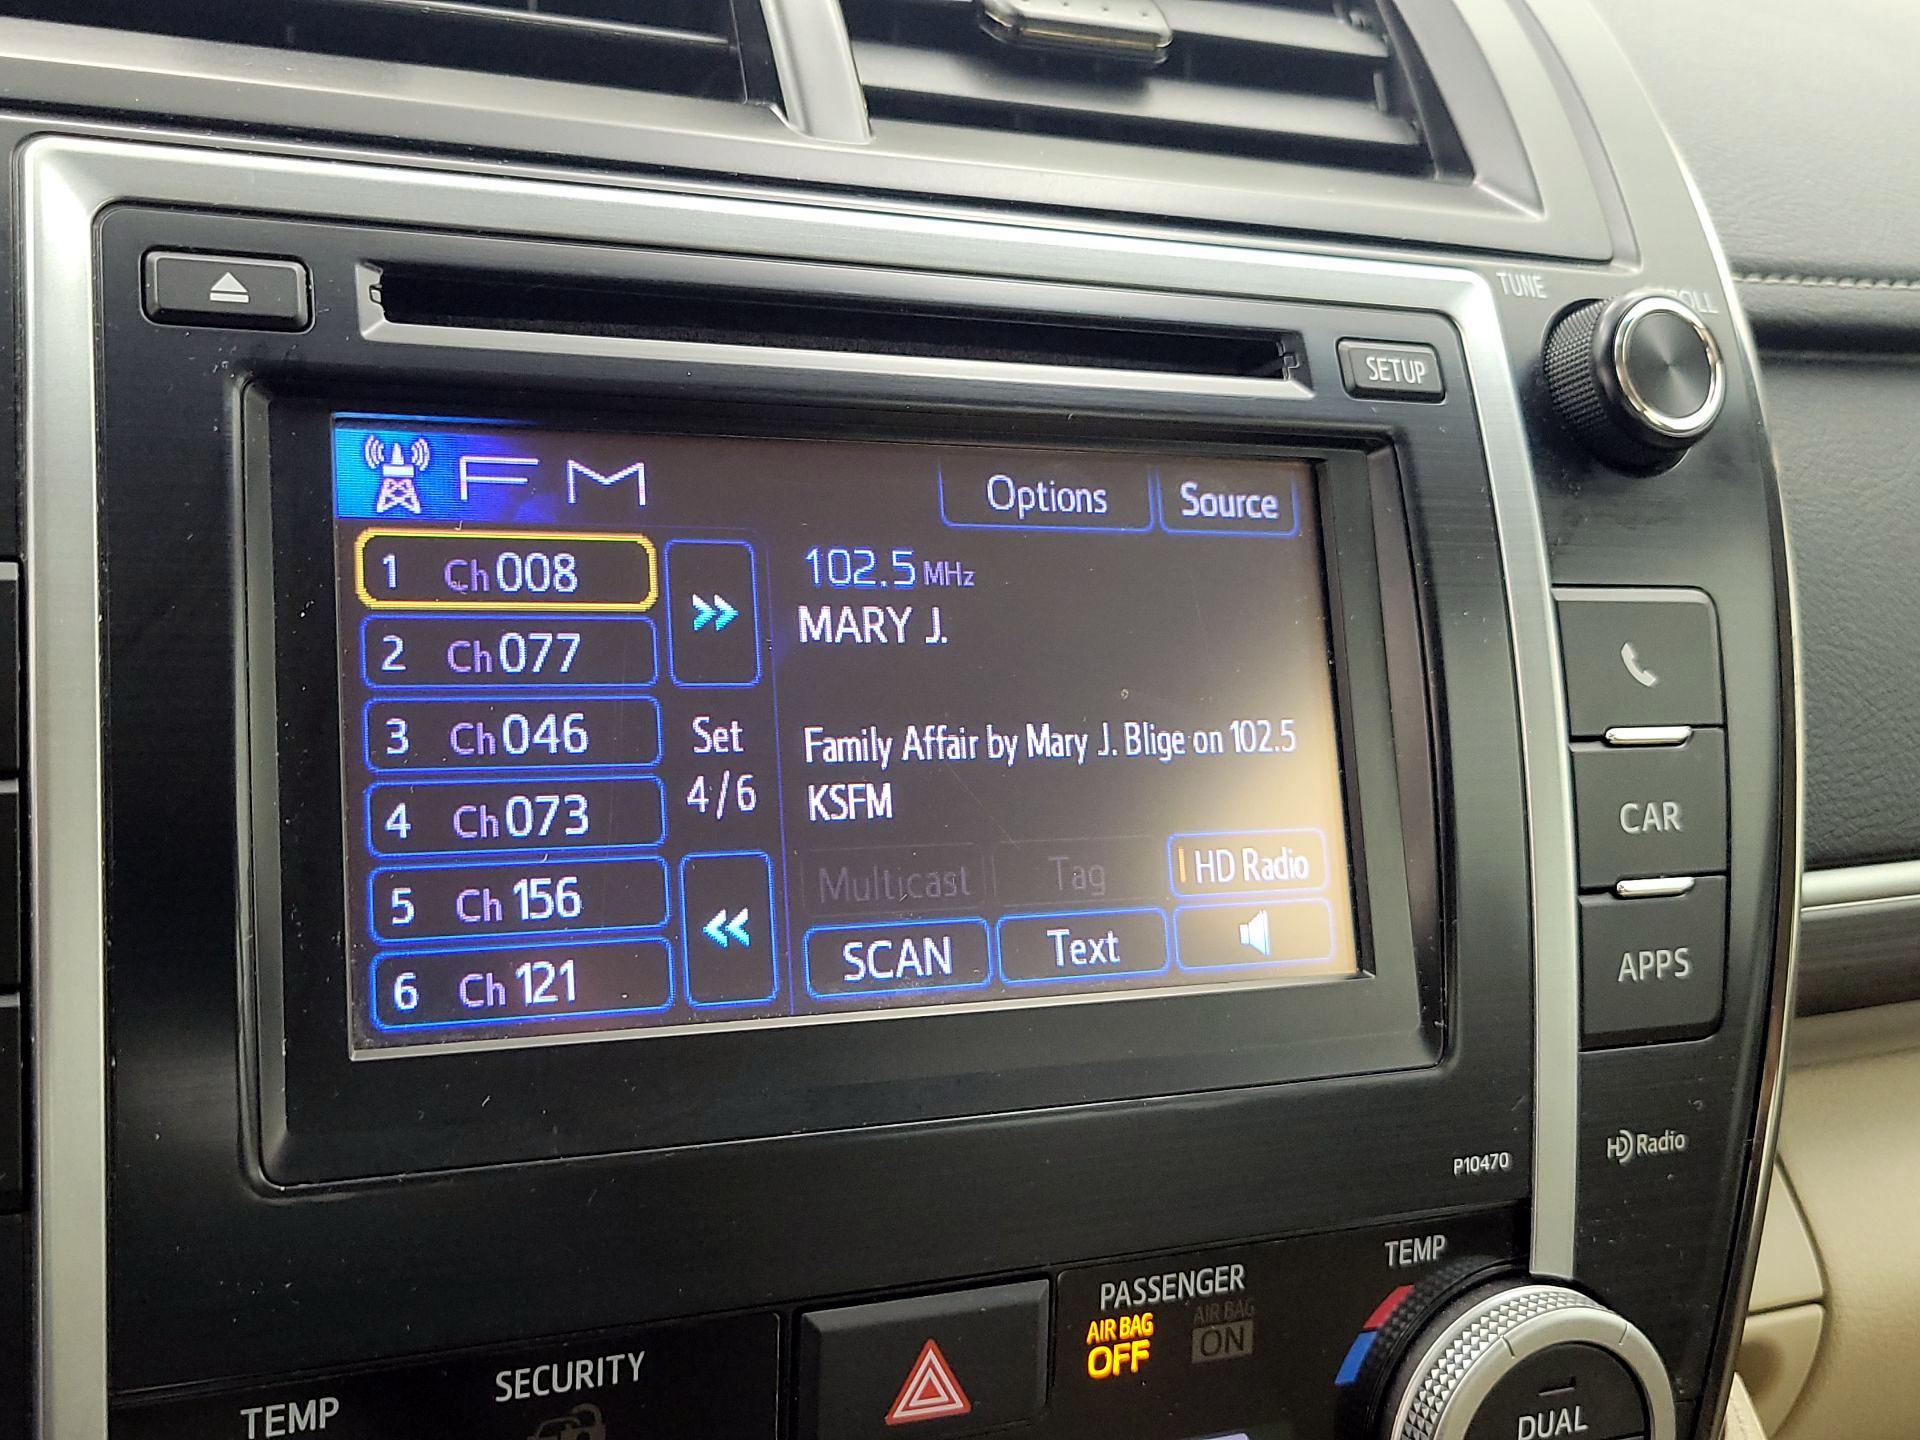 TUNE
SETUP
FM
Options
Source
1 Ch 008
2 Ch 077
3 Ch 046
4 Ch 073
5 Ch 156
6 Ch 121
Set
4/6
102.5 MHz
MARY J.
Family Affair by Mary J. Blige on 102.5
KSFM
Multicast
Tag
HD Radio
SCAN
Text
CAR
APPS
HD Radio
P10470
TEMP
PASSENGER
AIR BAG
OFF
AIR BAG
ON
SECURITY
TEMP
DUAL